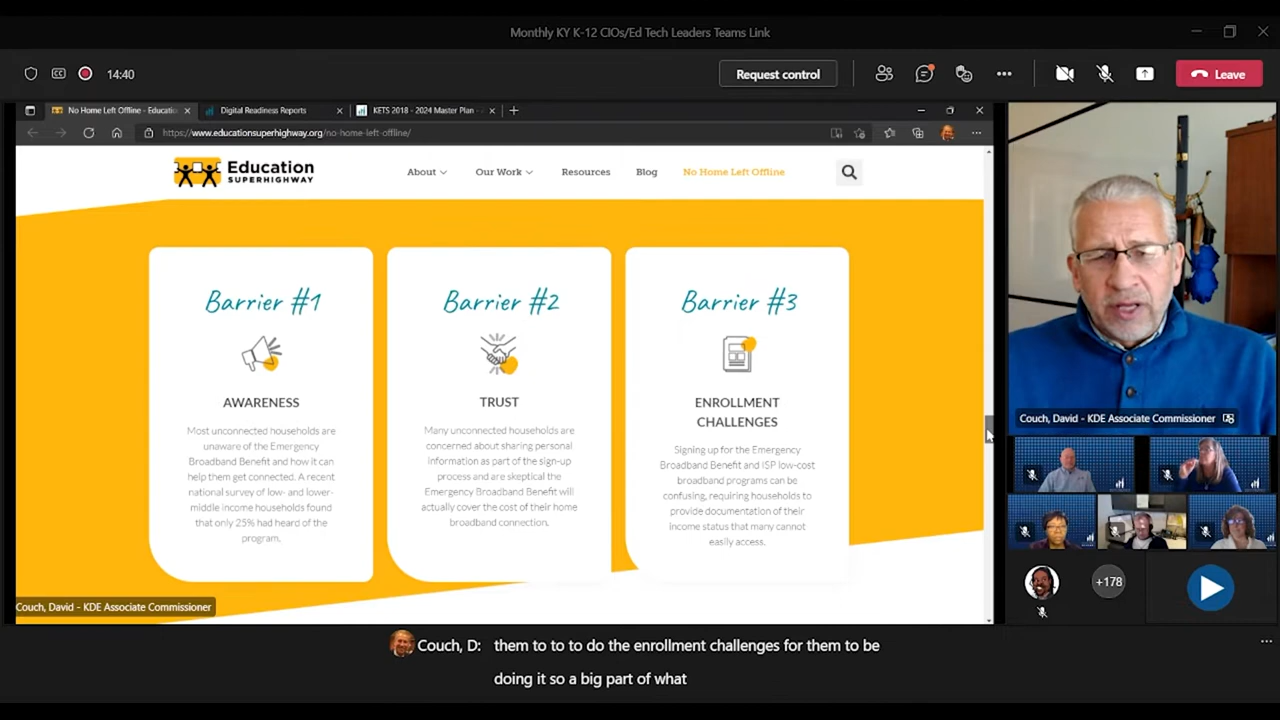 Monthly KY K-12 CIOs/Ed Tech Leaders Teams Link
14:40
Request control
Leave
No Home Left Offline - Educatio
Digital Readiness Reports
KETS 2018 - 2024 Master Plan -
https://www.educationsuperhighway.org/no-home-left-offline/
Education
SUPERHIGHWAY
About
Our Work
Resources
Blog
No Home Left Offline
Barrier #1
AWARENESS
Most unconnected households are
unaware of the Emergency
Broadband Benefit and how it can
help them get connected. A recent
national survey of low- and lower-
middle income households found
that only 25% had heard of the
program.
Barrier #2
TRUST
Many unconnected households are
concerned about sharing personal
information as part of the sign-up
process and are skeptical the
Emergency Broadband Benefit will
actually cover the cost of their home
broadband connection.
Barrier #3
ENROLLMENT
CHALLENGES
Signing up for the Emergency
Broadband Benefit and ISP low-cost
broadband programs can be
confusing, requiring households to
provide documentation of their
income status that many cannot
easily access.
Couch, David - KDE Associate Commissioner
Couch, David - KDE Associate Commissioner
+178
Couch, D: them to to to do the enrollment challenges for them to be
doing it so a big part of what